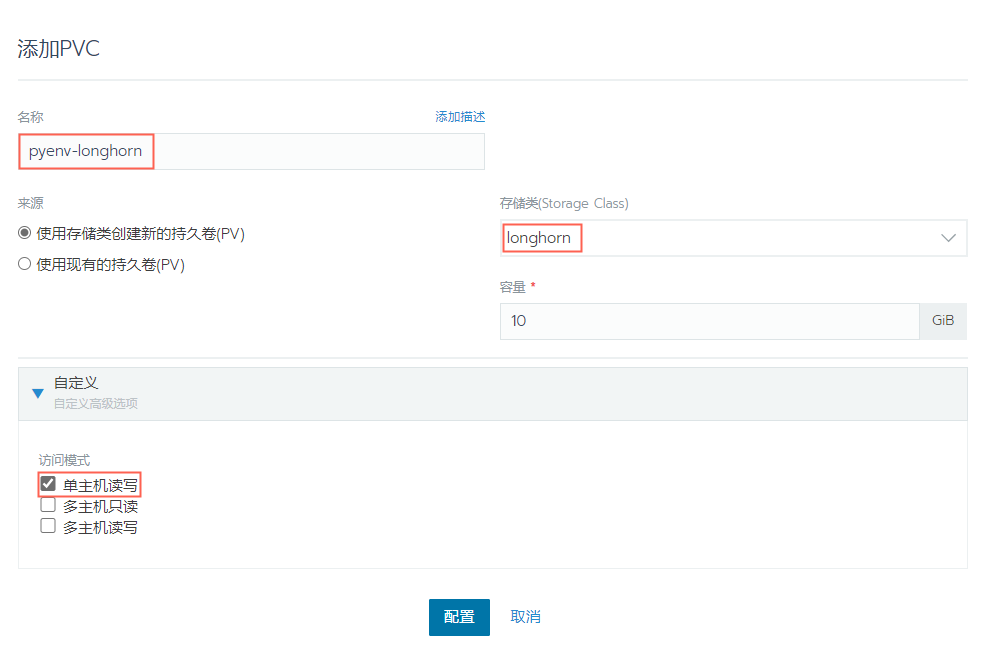 添加PVC
名称
添加描述
pyenv-longhorn
来源
使用存储类创建新的持久卷(PV)
使用现有的持久卷(PV)
存储类(Storage Class)
longhorn
容量 *
10
GiB
自定义
自定义高级选项
访问模式
单主机读写
多主机只读
多主机读写
配置
取消